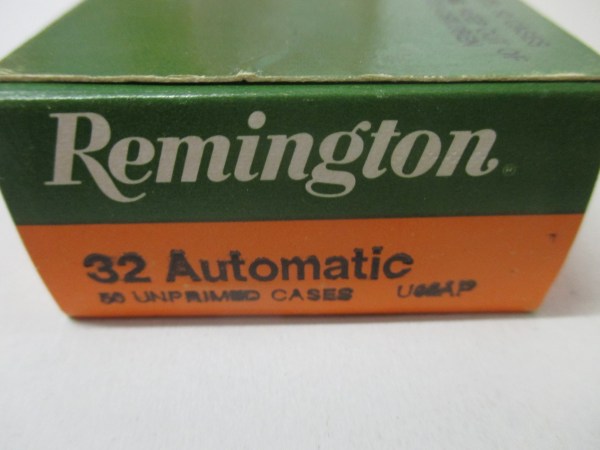 Remington
32 Automatic
50 UNPRIMED CASES